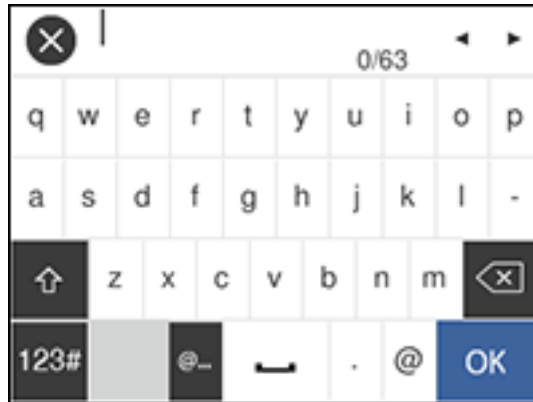 0/63
q w e r t y u i o p
a s d f g h j k l -
z x c v b n m
123# @... . @ OK